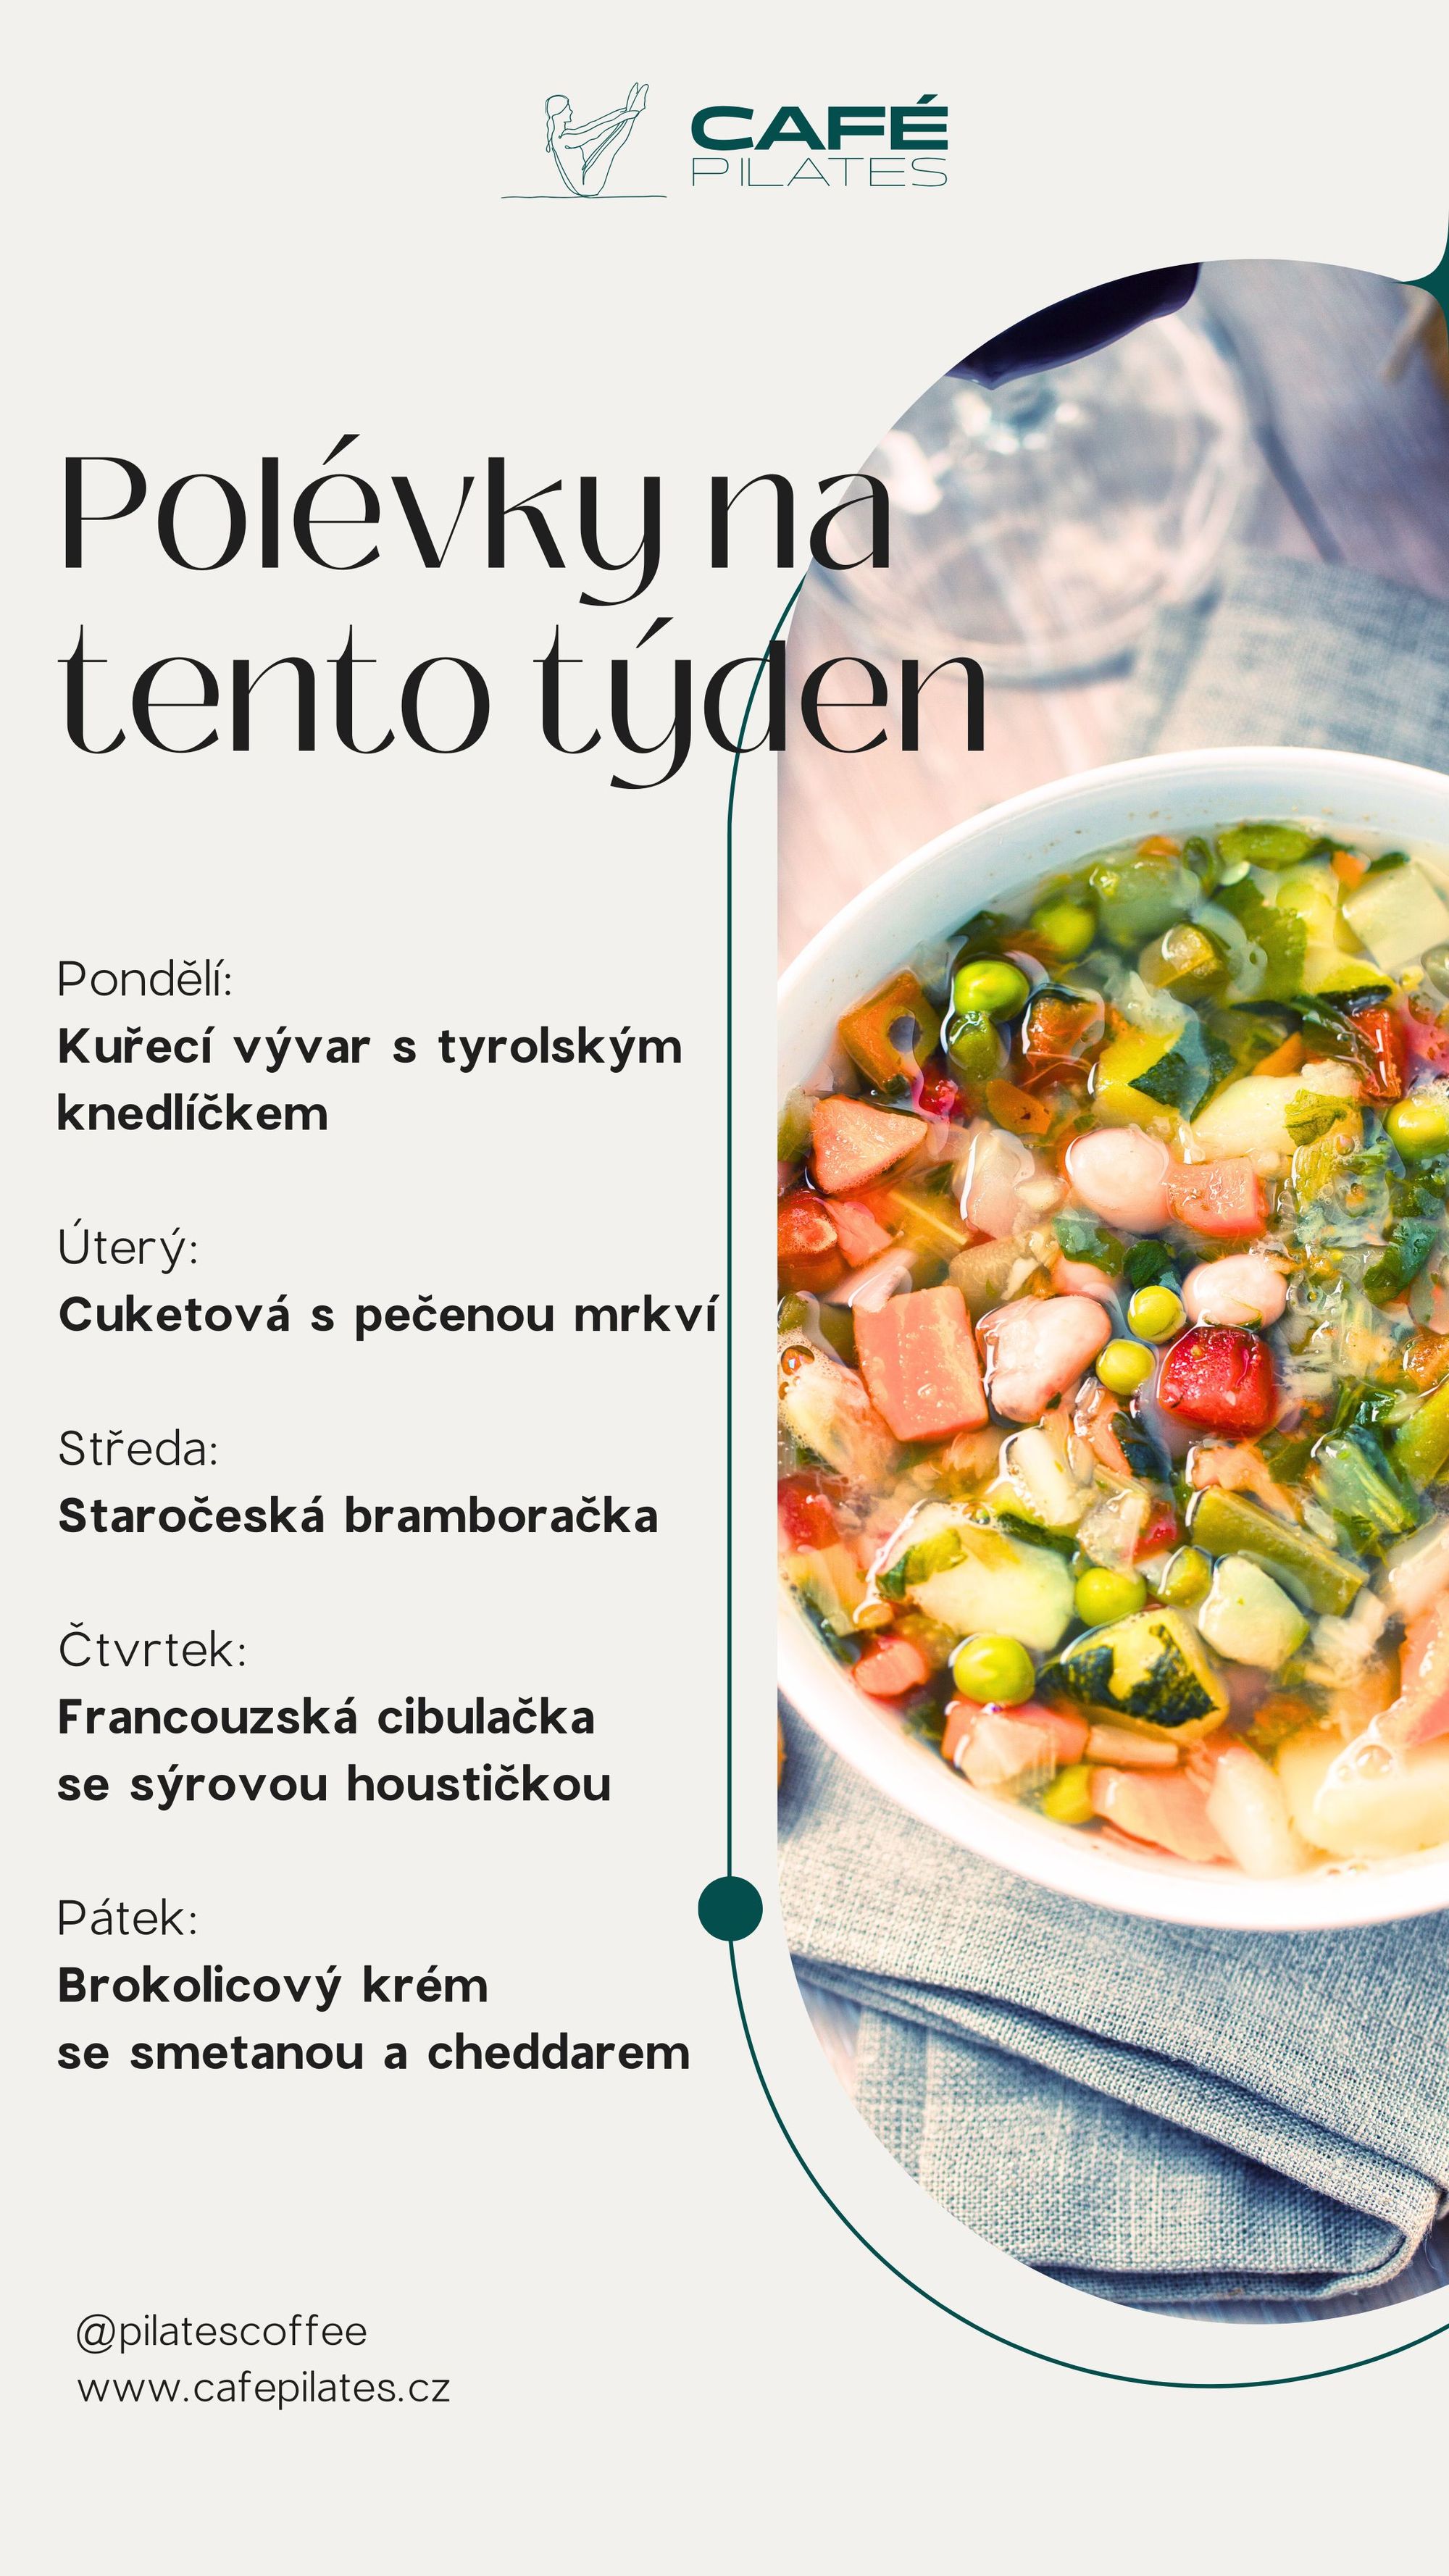 CAFÉ
PILATES
Polévky na
tento týden
Pondělí:
Kuřecí vývar s tyrolským
knedlíčkem
Úterý:
Cuketová s pečenou mrkví
Středa:
Staročeská bramboračka
Čtvrtek:
Francouzská cibulačka
se sýrovou houstičkou
Pátek:
Brokolicový krém
se smetanou a cheddarem
@pilatescoffee
www.cafepilates.cz